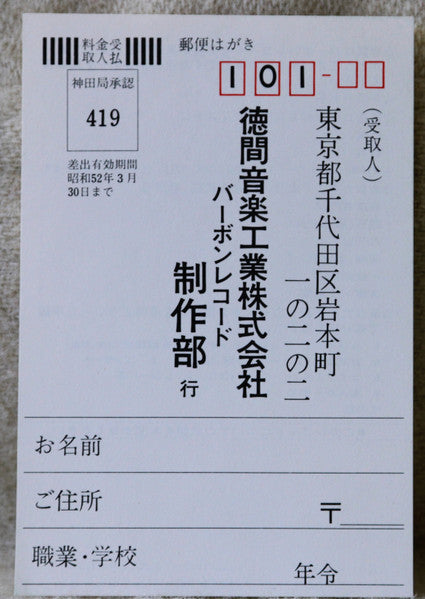 料金受
取人払
郵便はがき
101-
神田局承認
419
差出有効期間
昭和52年3月
30日まで
(受取人)
東京都千代田区岩本町
一の二の二
徳間音楽工業株式会社
バーボンレコード
制作部 行
お名前
ご住所
〒
職業・学校
年令